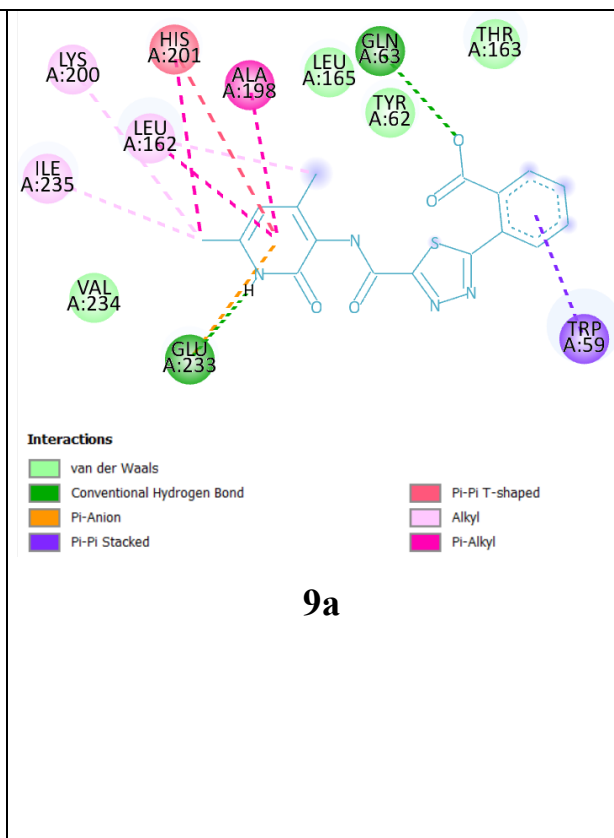 LYS
A:200
HIS
A:201
ALA
A:198
LEU
A:165
GLN
A:63
TYR
A:62
THR
A:163
LEU
A:162
ILE
A:235
VAL
A:234
GLU
A:233
TRP
A:59
O
O
N
H
O
N
H
O
S
N
N
Interactions
van der Waals
Conventional Hydrogen Bond
Pi-Anion
Pi-Pi Stacked
Pi-Pi T-shaped
Alkyl
Pi-Alkyl
9a